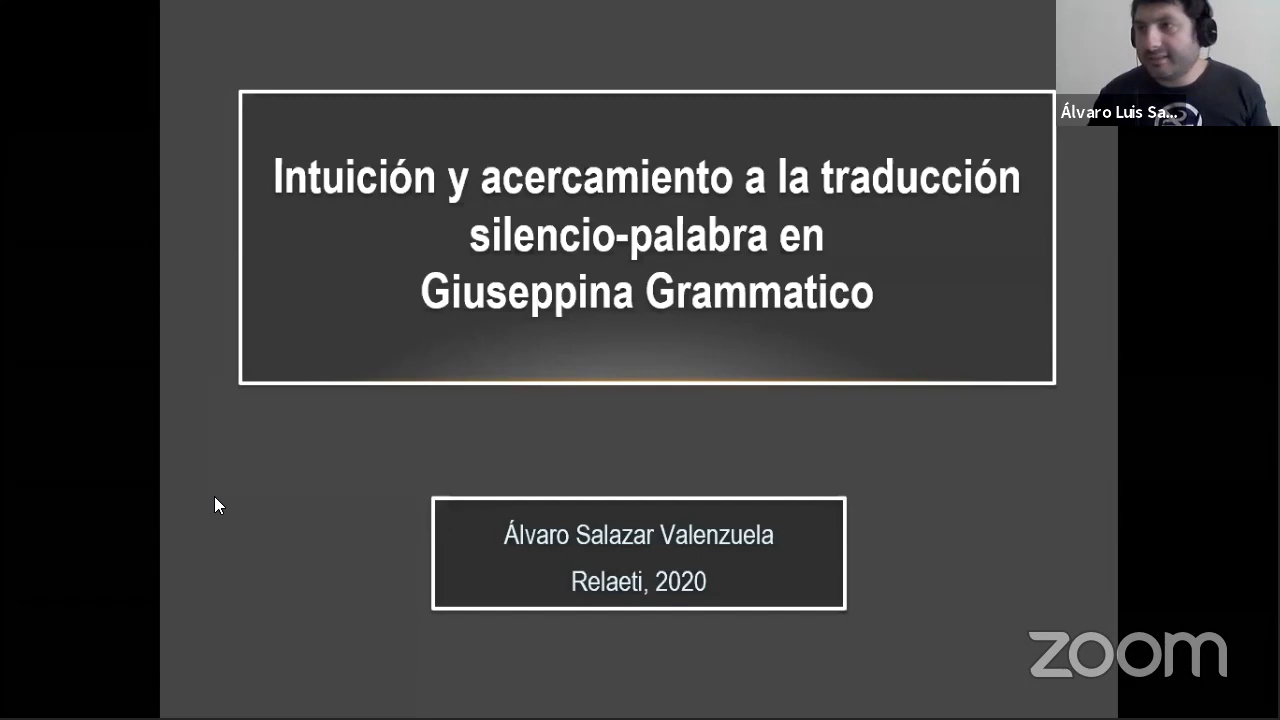 Álvaro Luis Sa...
Intuición y acercamiento a la traducción
silencio-palabra en
Giuseppina Grammatico
Álvaro Salazar Valenzuela
Relaeti, 2020
zoom